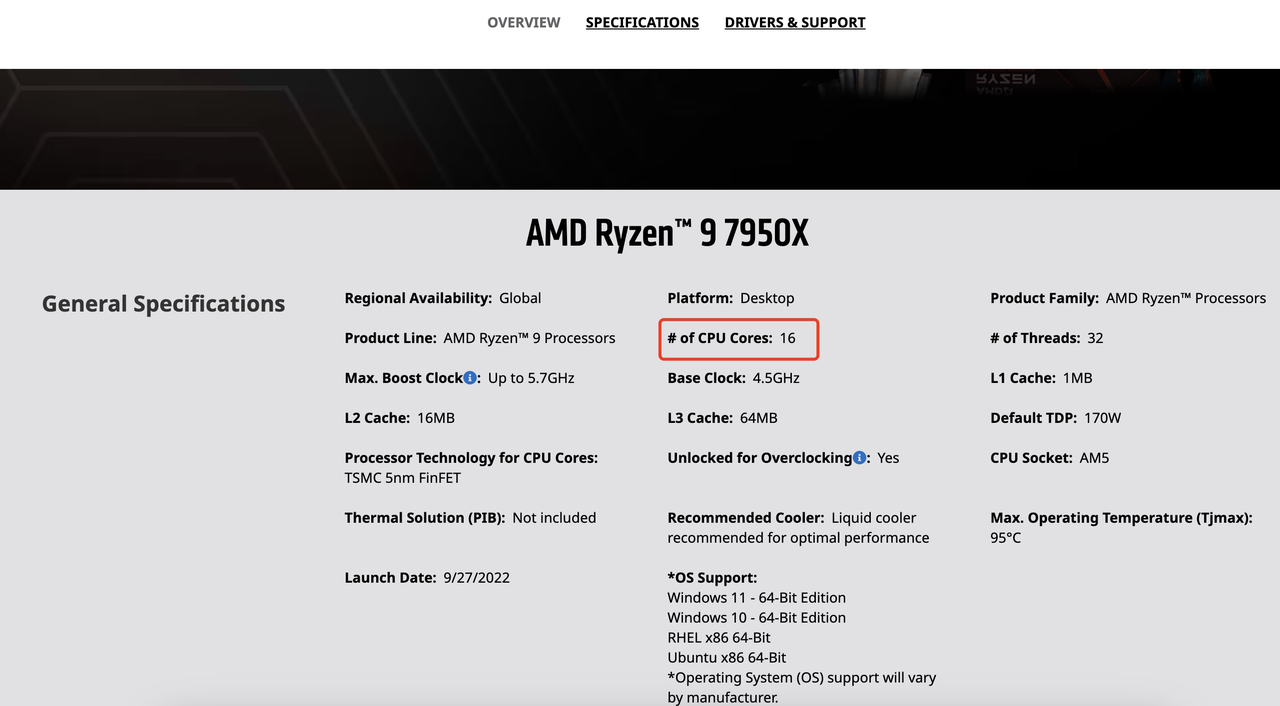 OVERVIEW SPECIFICATIONS DRIVERS & SUPPORT
RYZEN
AMD
AMD Ryzen™ 9 7950X
General Specifications
Regional Availability: Global
Platform: Desktop
Product Family: AMD Ryzen™ Processors
Product Line: AMD Ryzen™ 9 Processors
# of CPU Cores: 16
# of Threads: 32
Max. Boost Clock: Up to 5.7GHz
Base Clock: 4.5GHz
L1 Cache: 1MB
L2 Cache: 16MB
L3 Cache: 64MB
Default TDP: 170W
Processor Technology for CPU Cores:
TSMC 5nm FinFET
Unlocked for Overclocking: Yes
CPU Socket: AM5
Thermal Solution (PIB): Not included
Recommended Cooler: Liquid cooler
recommended for optimal performance
Max. Operating Temperature (Tjmax):
95°C
Launch Date: 9/27/2022
*OS Support:
Windows 11 - 64-Bit Edition
Windows 10 - 64-Bit Edition
RHEL x86 64-Bit
Ubuntu x86 64-Bit
*Operating System (OS) support will vary
by manufacturer.